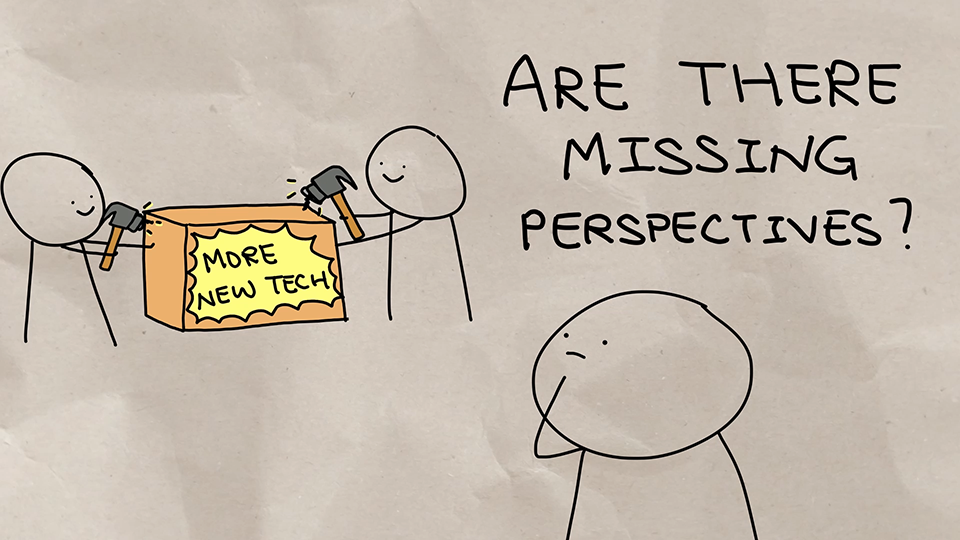 MORE
NEW TECH
ARE THERE
MISSING
PERSPECTIVES?